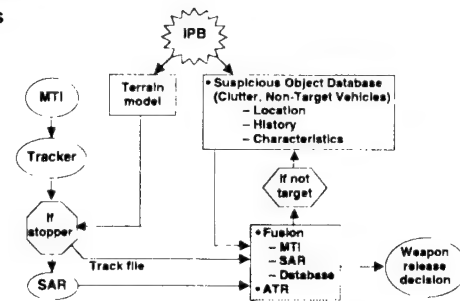 s
IPB
MTI
Terrain
model
• Suspicious Object Database
(Clutter, Non-Target Vehicles)
– Location
– History
– Characteristics
Tracker
If not
target
If
stopper
Track file
SAR
• Fusion
– MTI
– SAR
– Database
• ATR
Weapon
release
decision